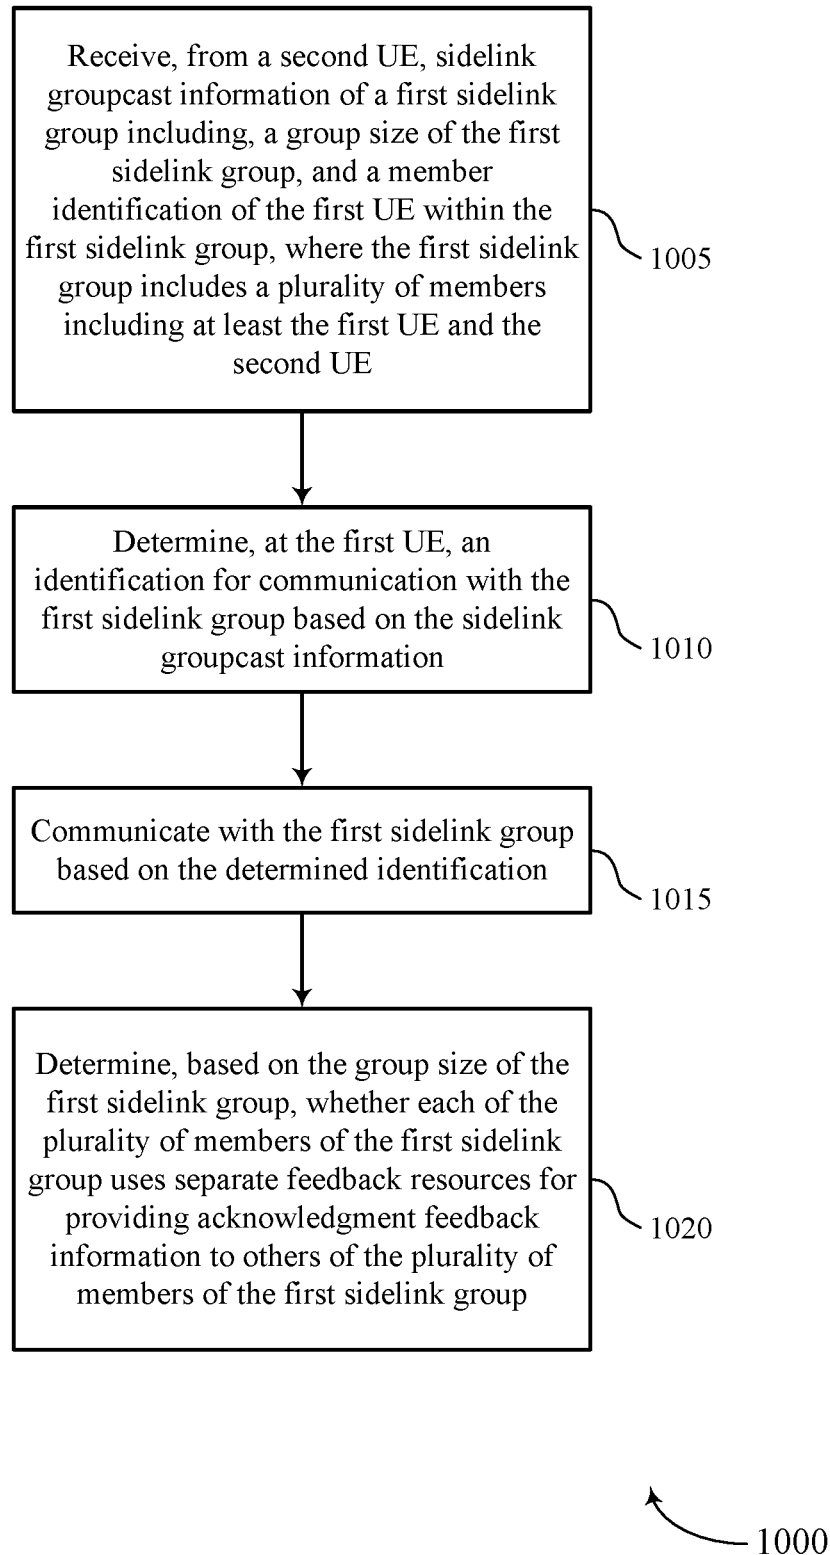 Receive, from a second UE, sidelink
groupcast information of a first sidelink
group including, a group size of the first
sidelink group, and a member
identification of the first UE within the
first sidelink group, where the first sidelink
group includes a plurality of members
including at least the first UE and the
second UE
1005
Determine, at the first UE, an
identification for communication with the
first sidelink group based on the sidelink
groupcast information
1010
Communicate with the first sidelink group
based on the determined identification
1015
Determine, based on the group size of the
first sidelink group, whether each of the
plurality of members of the first sidelink
group uses separate feedback resources for
providing acknowledgment feedback
information to others of the plurality of
members of the first sidelink group
1020
1000